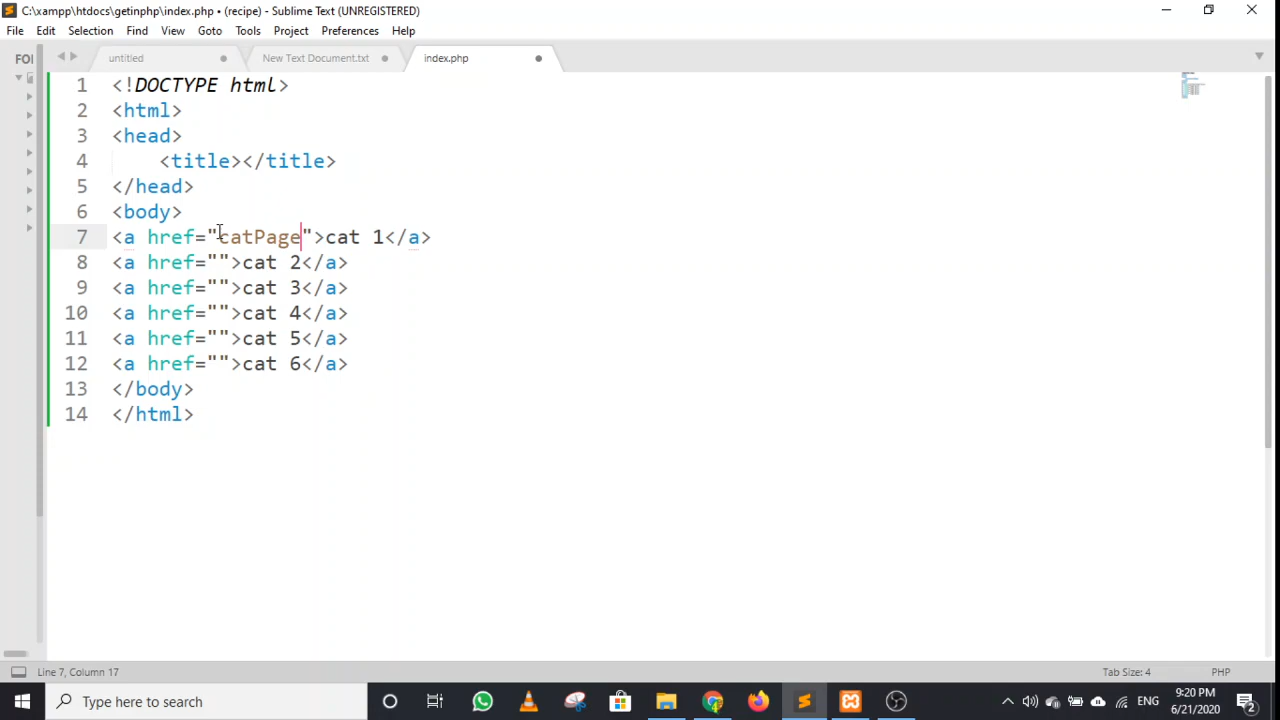 C:\xampp\htdocs\getinphp\index.php • (recipe) - Sublime Text (UNREGISTERED)
File Edit Selection Find View Goto Tools Project Preferences Help
FOI
untitled
New Text Document.txt
index.php
1 <!DOCTYPE html>
2 <html>
3 <head>
4 <title></title>
5 </head>
6 <body>
7 <a href="catPage">cat 1</a>
8 <a href="">cat 2</a>
9 <a href="">cat 3</a>
10 <a href="">cat 4</a>
11 <a href="">cat 5</a>
12 <a href="">cat 6</a>
13 </body>
14 </html>
Line 7, Column 17
Tab Size: 4
PHP
Type here to search
ENG
9:20 PM
6/21/2020
2